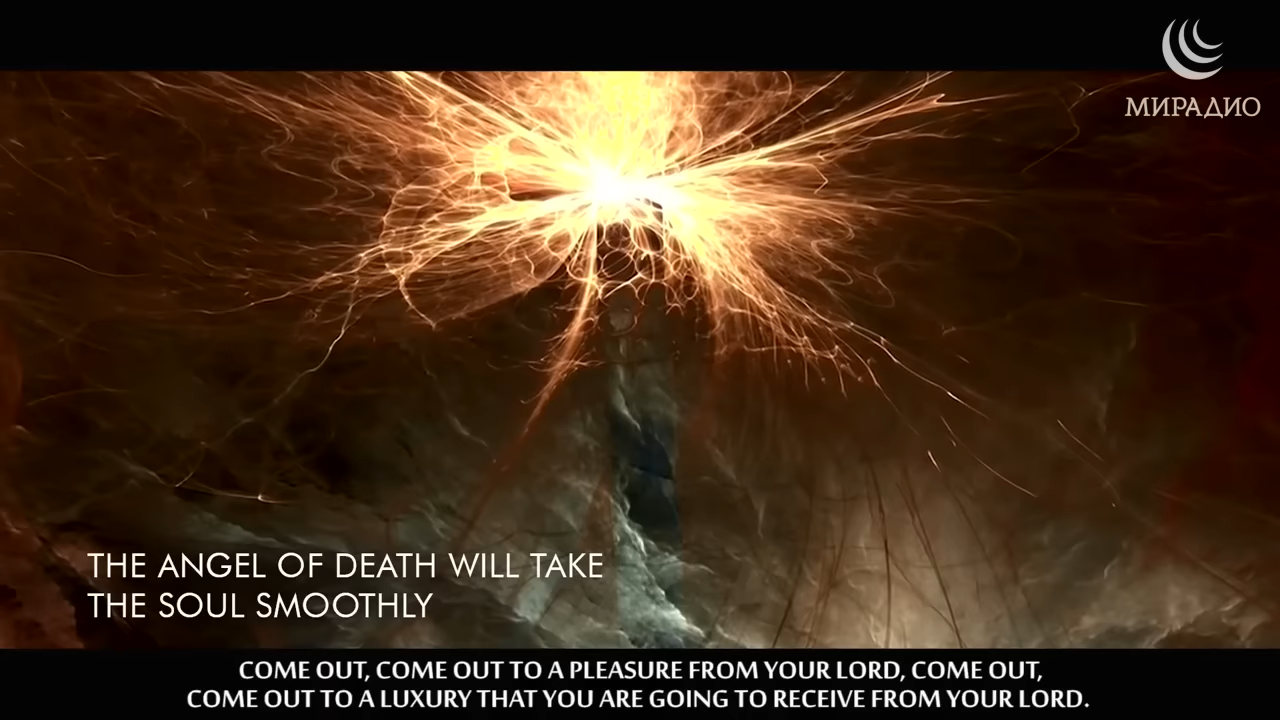 МИРАДИО
THE ANGEL OF DEATH WILL TAKE
THE SOUL SMOOTHLY
COME OUT, COME OUT TO A PLEASURE FROM YOUR LORD, COME OUT,
COME OUT TO A LUXURY THAT YOU ARE GOING TO RECEIVE FROM YOUR LORD.